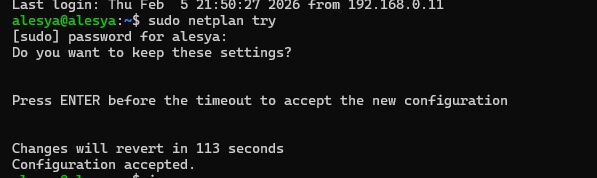 Last login: Thu Feb  5 21:50:27 2026 from 192.168.0.11
alesya@alesya:~$ sudo netplan try
[sudo] password for alesya:
Do you want to keep these settings?
Press ENTER before the timeout to accept the new configuration
Changes will revert in 113 seconds
Configuration accepted.